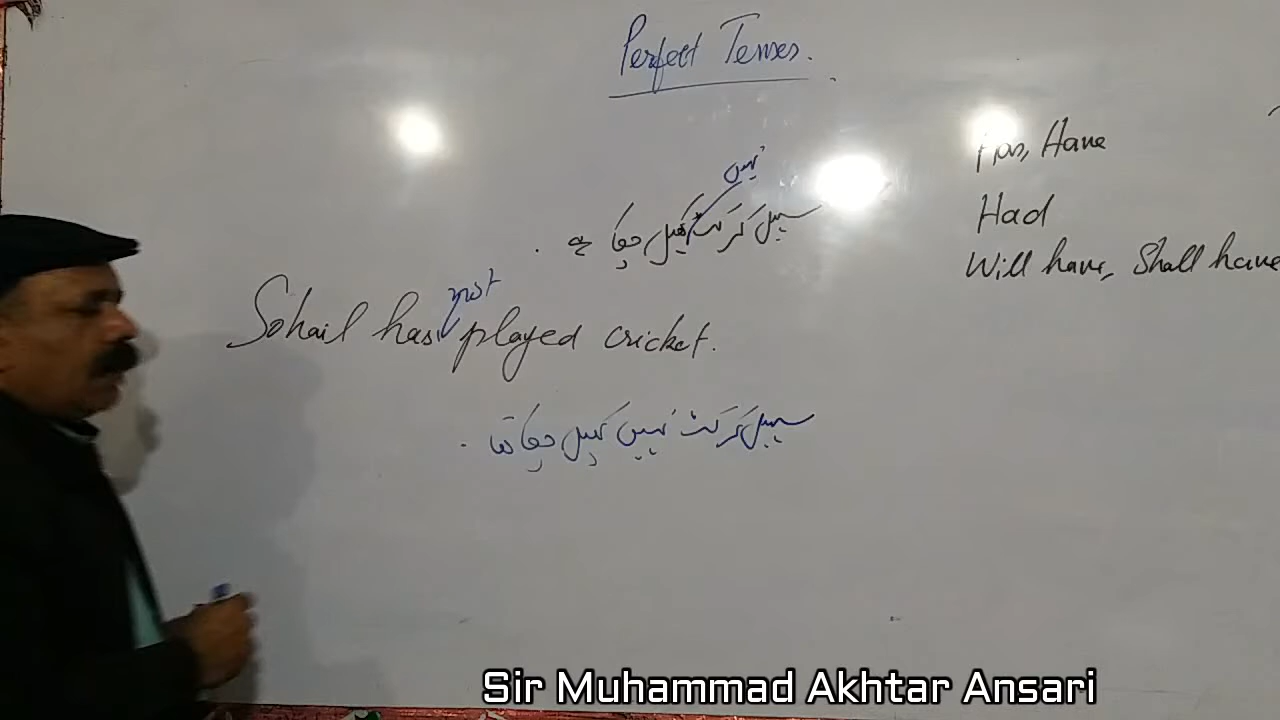 Perfect Tenses.
Has, Have
نہیں
سہیل کرکٹ کھیل چکا ہے .
Had
Will have, Shall have
not
Sohail has played cricket.
سہیل کرکٹ نہیں کھیل چکا تھا .
Sir Muhammad Akhtar Ansari